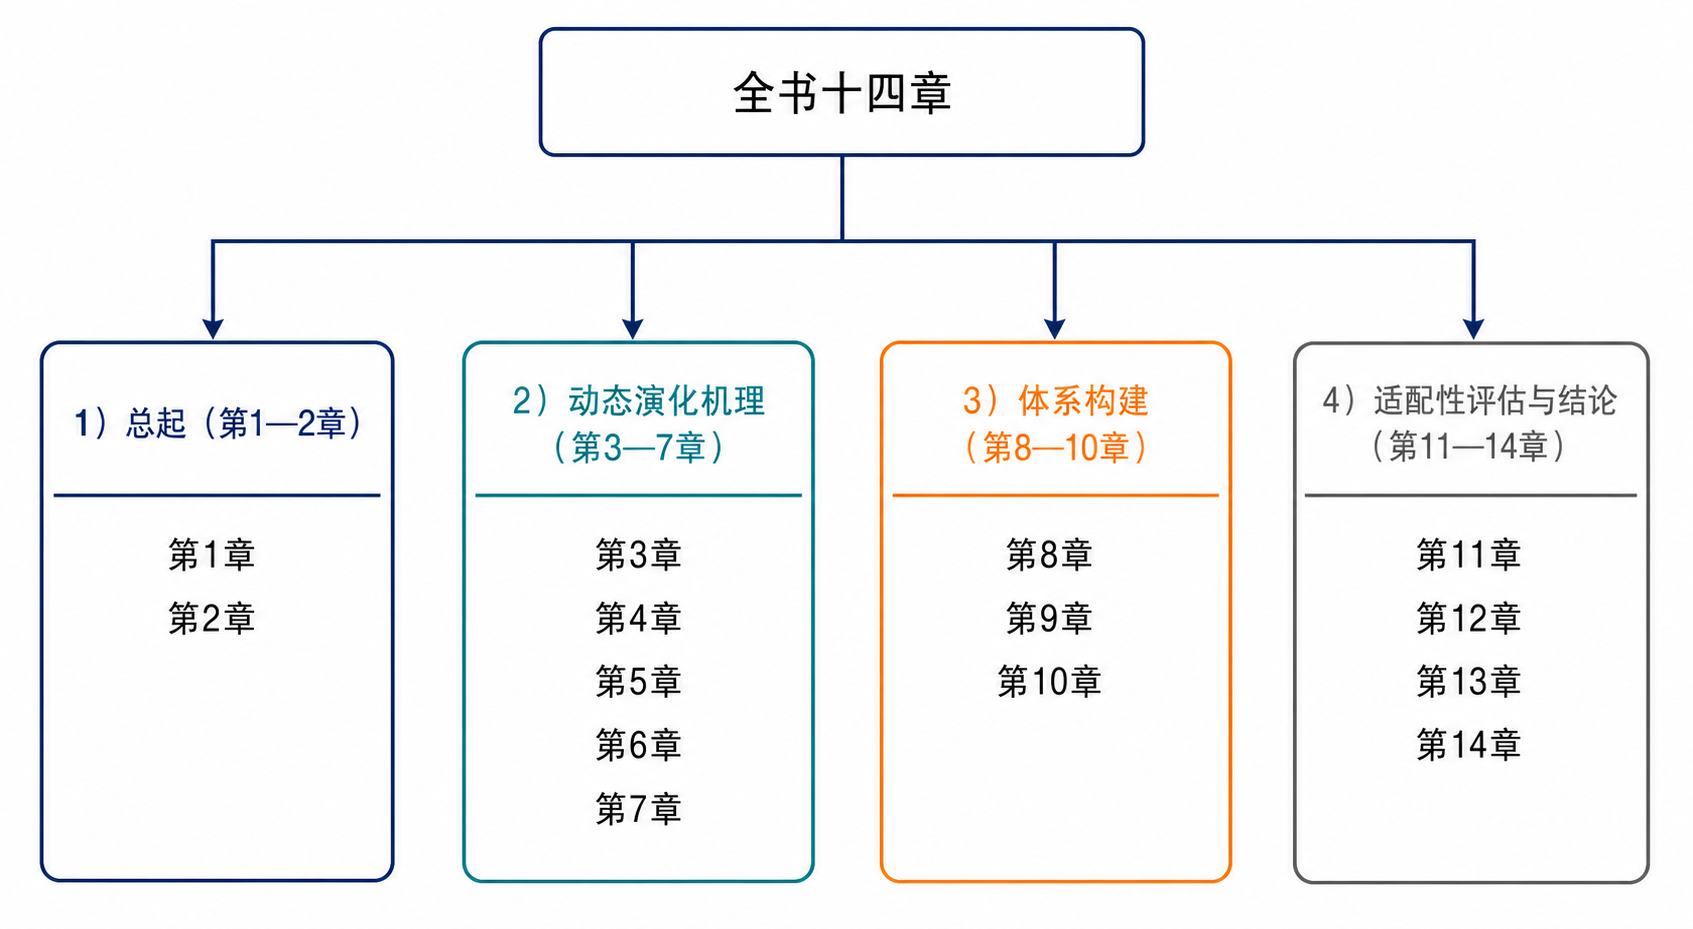 全书十四章
1）总起（第1—2章）
第1章
第2章
2）动态演化机理
（第3—7章）
第3章
第4章
第5章
第6章
第7章
3）体系构建
（第8—10章）
第8章
第9章
第10章
4）适配性评估与结论
（第11—14章）
第11章
第12章
第13章
第14章